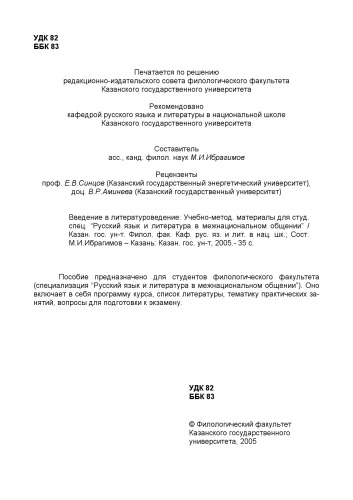 УДК 82
ББК 83
Печатается по решению
редакционно-издательского совета филологического факультета
Казанского государственного университета
Рекомендовано
кафедрой русского языка и литературы в национальной школе
Казанского государственного университета
Составитель
асс., канд. филол. наук М.И.Ибрагимов
Рецензенты
проф. Е.В.Синцов (Казанский государственный энергетический университет),
доц. В.Р.Аминева (Казанский государственный университет)
Введение в литературоведение: Учебно-метод. материалы для студ.
спец. "Русский язык и литература в межнациональном общении" /
Казан. гос. ун-т. Филол. фак. Каф. рус. яз. и лит. в нац. шк.; Сост.
М.И.Ибрагимов – Казань: Казан. гос. ун-т, 2005.- 35 с.
Пособие предназначено для студентов филологического факультета
(специализация "Русский язык и литература в межнациональном общении"). Оно
включает в себя программу курса, список литературы, тематику практических за-
нятий, вопросы для подготовки к экзамену.
УДК 82
ББК 83
© Филологический факультет
Казанского государственного
университета, 2005